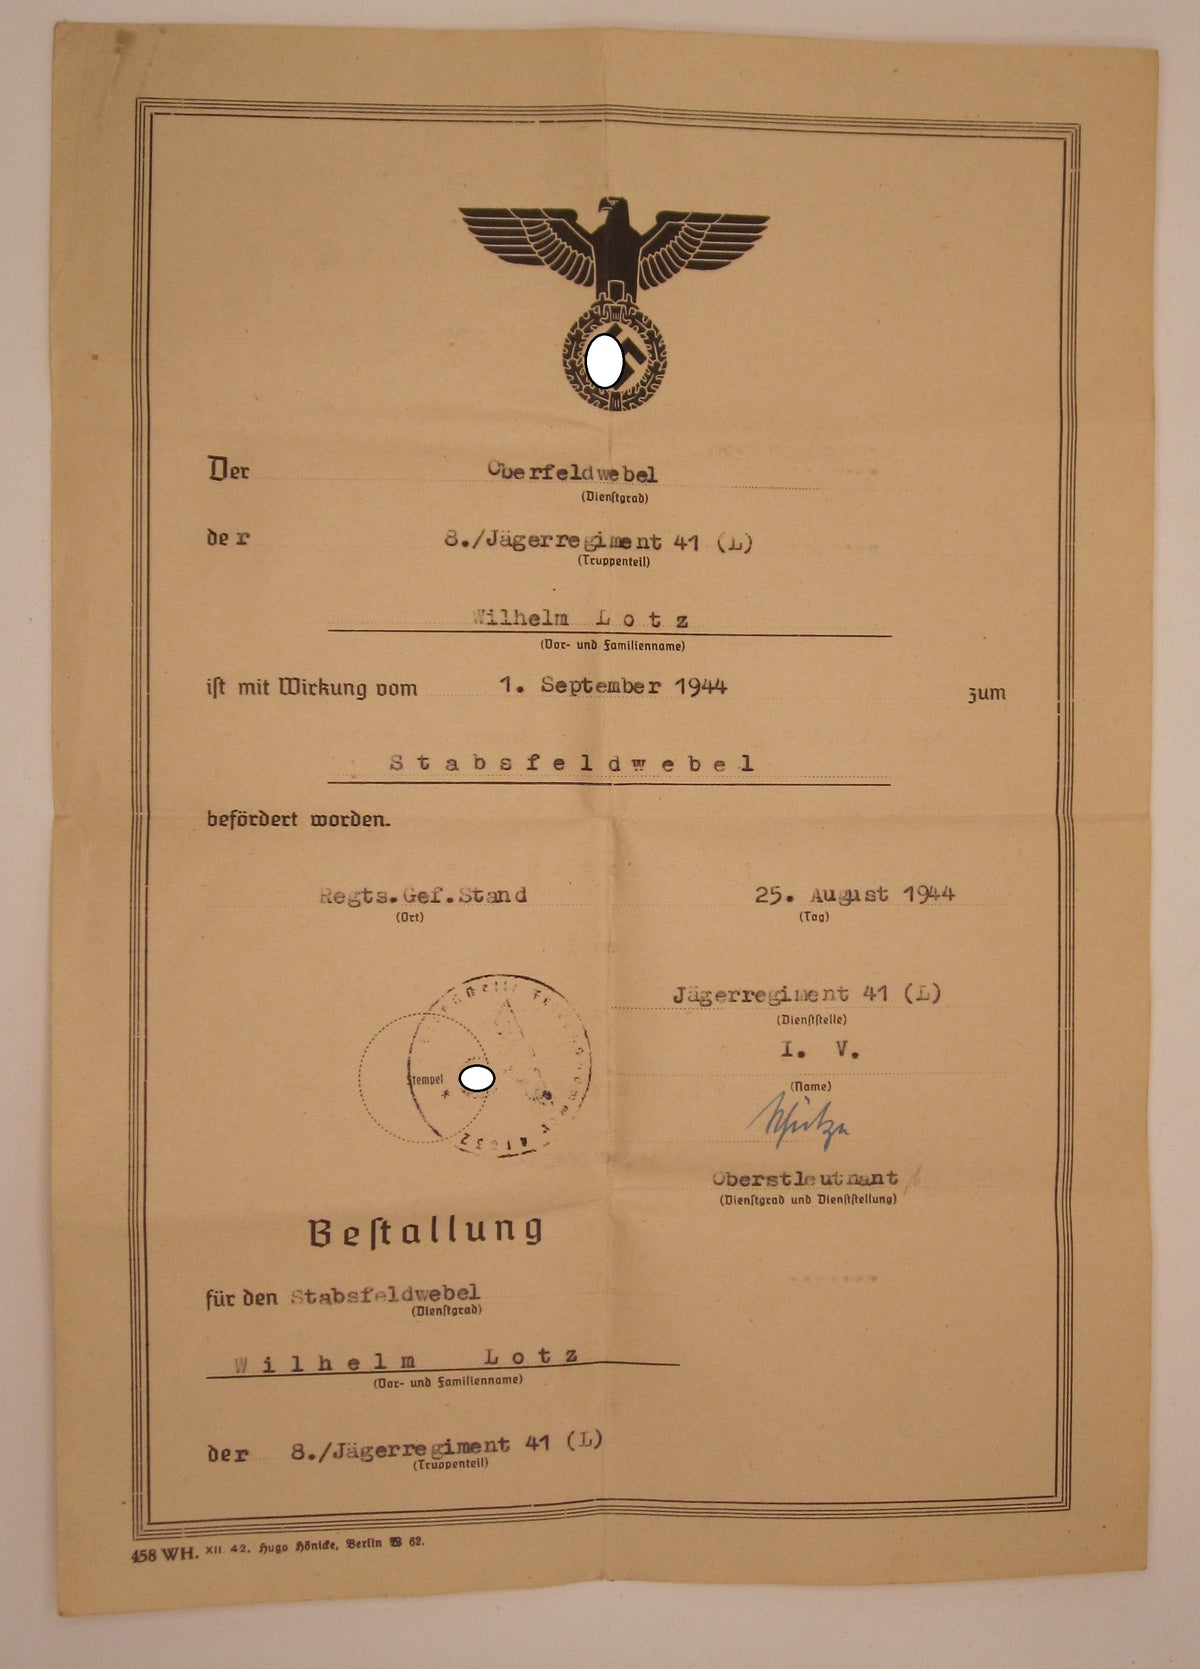 Der Oberfeldwebel
(Dienstgrad)
der 8./Jägerregiment 41 (L)
(Truppenteil)
Wilhelm Lotz
(Vor- und Familienname)
ist mit Wirkung vom 1. September 1944 zum
Stabsfeldwebel
befördert worden.
Regts.Gef.Stand 25. August 1944
(Ort) (Tag)
Jägerregiment 41 (L)
(Dienststelle)
I. V.
Stempel
(Name)
Oberstleutnant
(Dienstgrad und Dienststellung)
Bestallung
für den Stabsfeldwebel
(Dienstgrad)
Wilhelm Lotz
(Vor- und Familienname)
der 8./Jägerregiment 41 (L)
(Truppenteil)
458 WH. XII. 42. Hugo Hönicke, Berlin W 62.